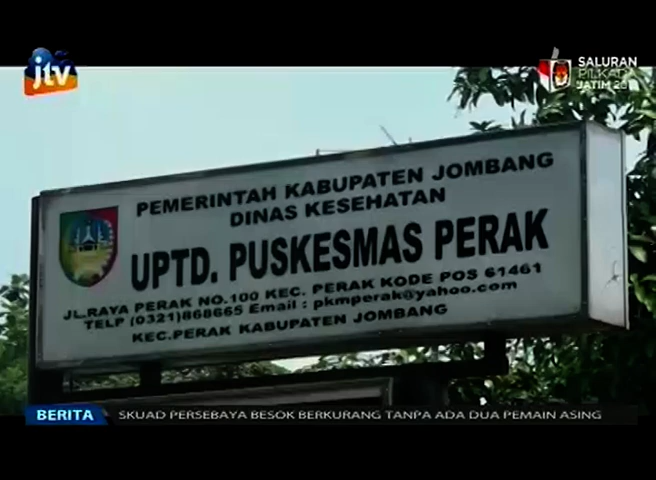 jtv
SALURAN
PILKADA
JATIM
PEMERINTAH KABUPATEN JOMBANG
DINAS KESEHATAN
UPTD. PUSKESMAS PERAK
JL.RAYA PERAK NO.100 KEC. PERAK KODE POS 61461
TELP (0321)868665 Email : pkmperak@yahoo.com
KEC.PERAK KABUPATEN JOMBANG
BERITA
SKUAD PERSEBAYA BESOK BERKURANG TANPA ADA DUA PEMAIN ASING